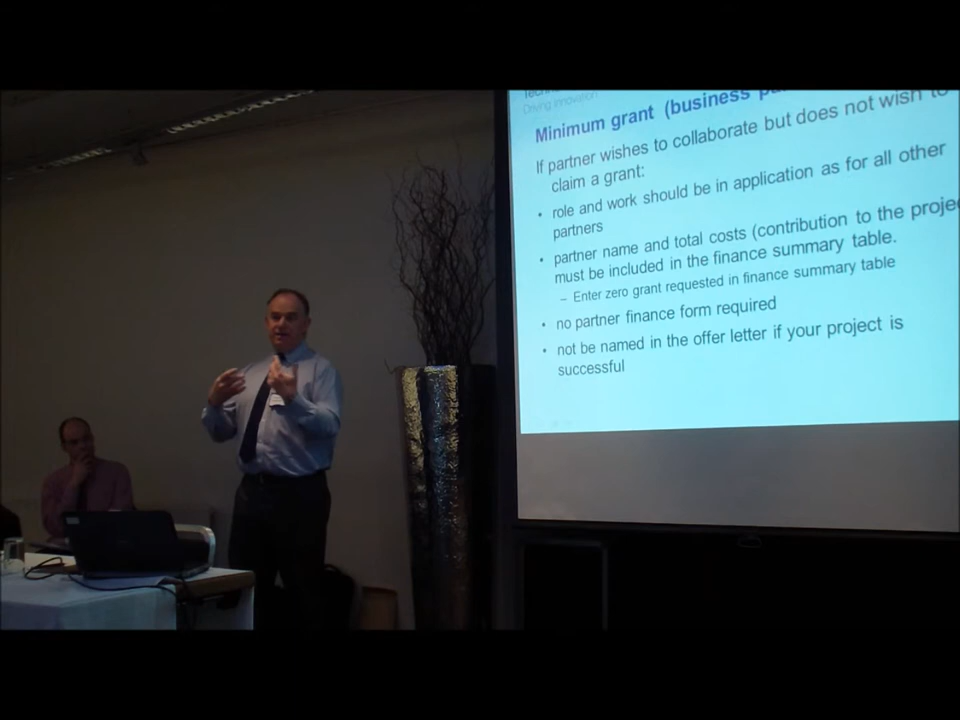 Driving innovation
Minimum grant (business
If partner wishes to collaborate but does not wish to
claim a grant:
• role and work should be in application as for all other
partners
• partner name and total costs (contribution to the proje
must be included in the finance summary table.
– Enter zero grant requested in finance summary table
• no partner finance form required
• not be named in the offer letter if your project is
successful